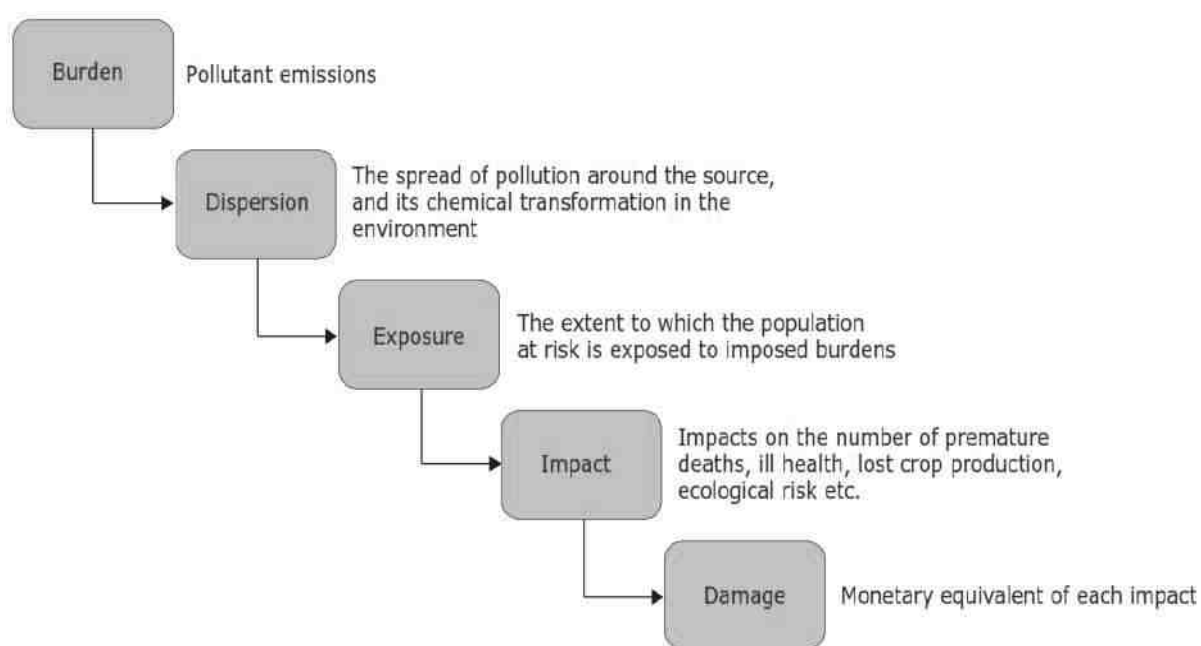 Burden
Pollutant emissions
Dispersion
The spread of pollution around the source,
and its chemical transformation in the
environment
Exposure
The extent to which the population
at risk is exposed to imposed burdens
Impact
Impacts on the number of premature
deaths, ill health, lost crop production,
ecological risk etc.
Damage
Monetary equivalent of each impact